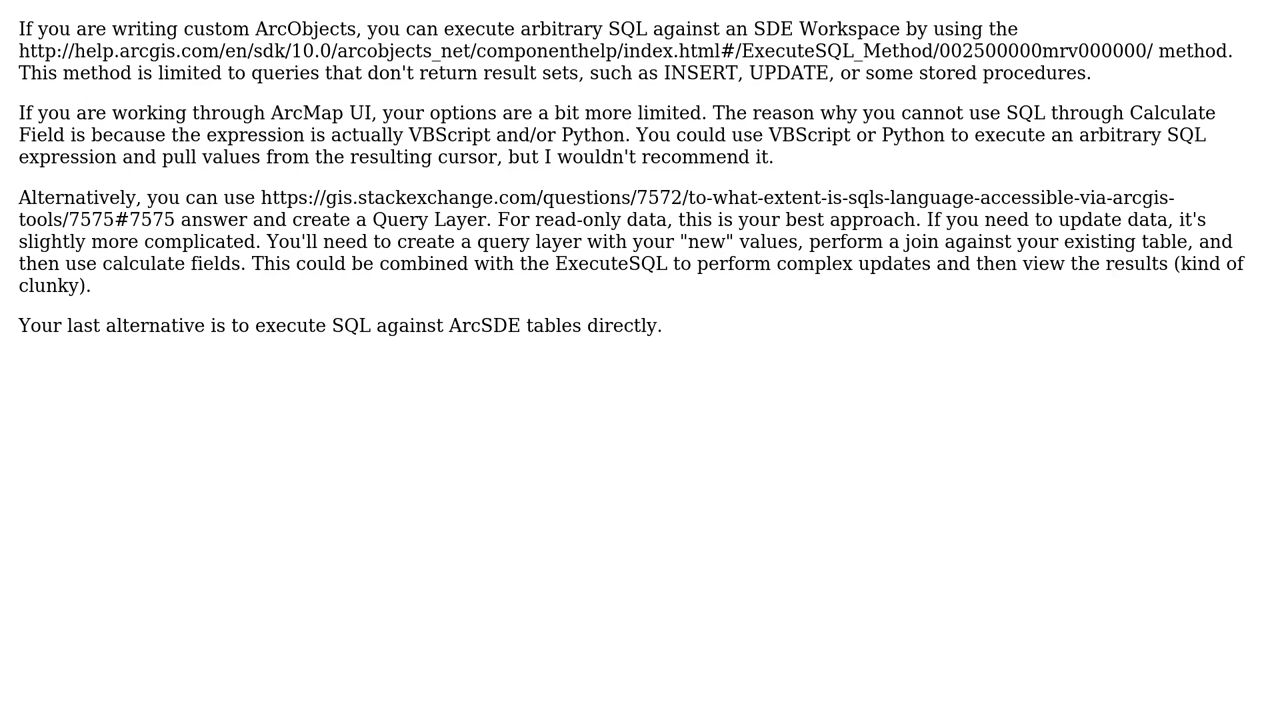 If you are writing custom ArcObjects, you can execute arbitrary SQL against an SDE Workspace by using the
http://help.arcgis.com/en/sdk/10.0/arcobjects_net/componenthelp/index.html#/ExecuteSQL_Method/002500000mrv000000/ method.
This method is limited to queries that don't return result sets, such as INSERT, UPDATE, or some stored procedures.
If you are working through ArcMap UI, your options are a bit more limited. The reason why you cannot use SQL through Calculate
Field is because the expression is actually VBScript and/or Python. You could use VBScript or Python to execute an arbitrary SQL
expression and pull values from the resulting cursor, but I wouldn't recommend it.
Alternatively, you can use https://gis.stackexchange.com/questions/7572/to-what-extent-is-sqls-language-accessible-via-arcgis-
tools/7575#7575 answer and create a Query Layer. For read-only data, this is your best approach. If you need to update data, it's
slightly more complicated. You'll need to create a query layer with your "new" values, perform a join against your existing table, and
then use calculate fields. This could be combined with the ExecuteSQL to perform complex updates and then view the results (kind of
clunky).
Your last alternative is to execute SQL against ArcSDE tables directly.